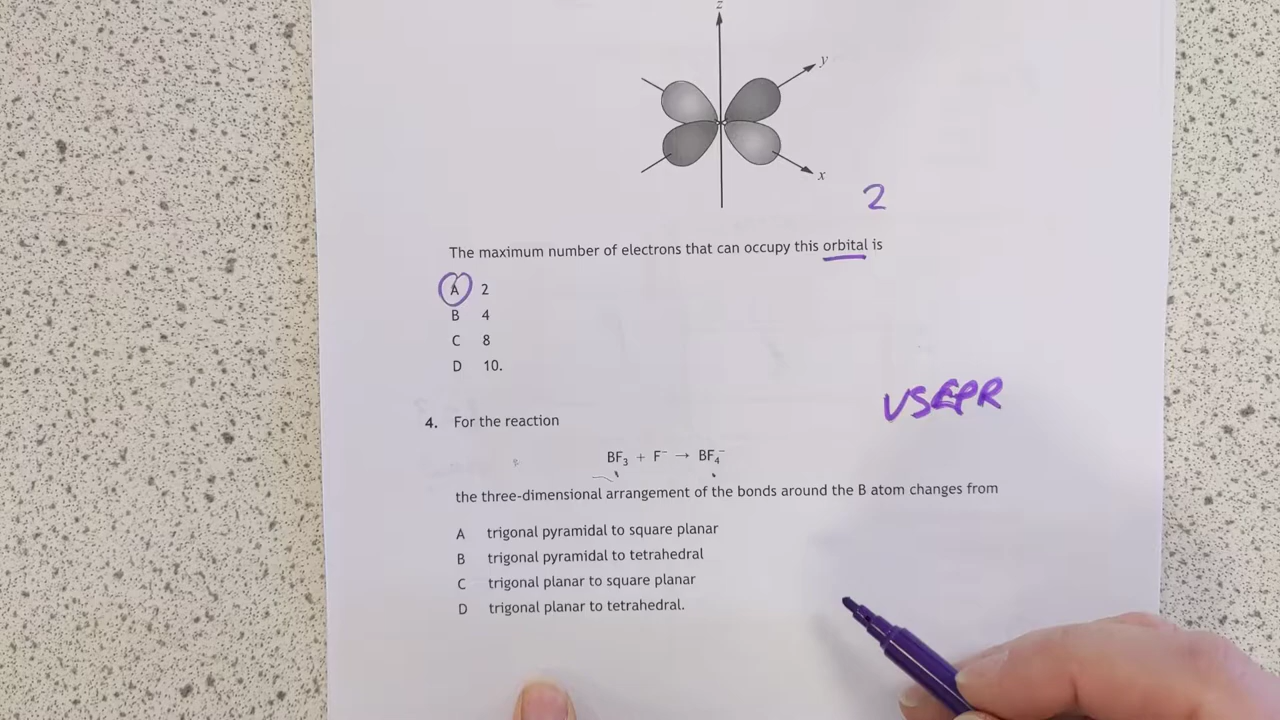 z
y
x
2
The maximum number of electrons that can occupy this orbital is
A 2
B 4
C 8
D 10.
VSEPR
4. For the reaction
BF₃ + F⁻ → BF₄⁻
the three-dimensional arrangement of the bonds around the B atom changes from
A trigonal pyramidal to square planar
B trigonal pyramidal to tetrahedral
C trigonal planar to square planar
D trigonal planar to tetrahedral.